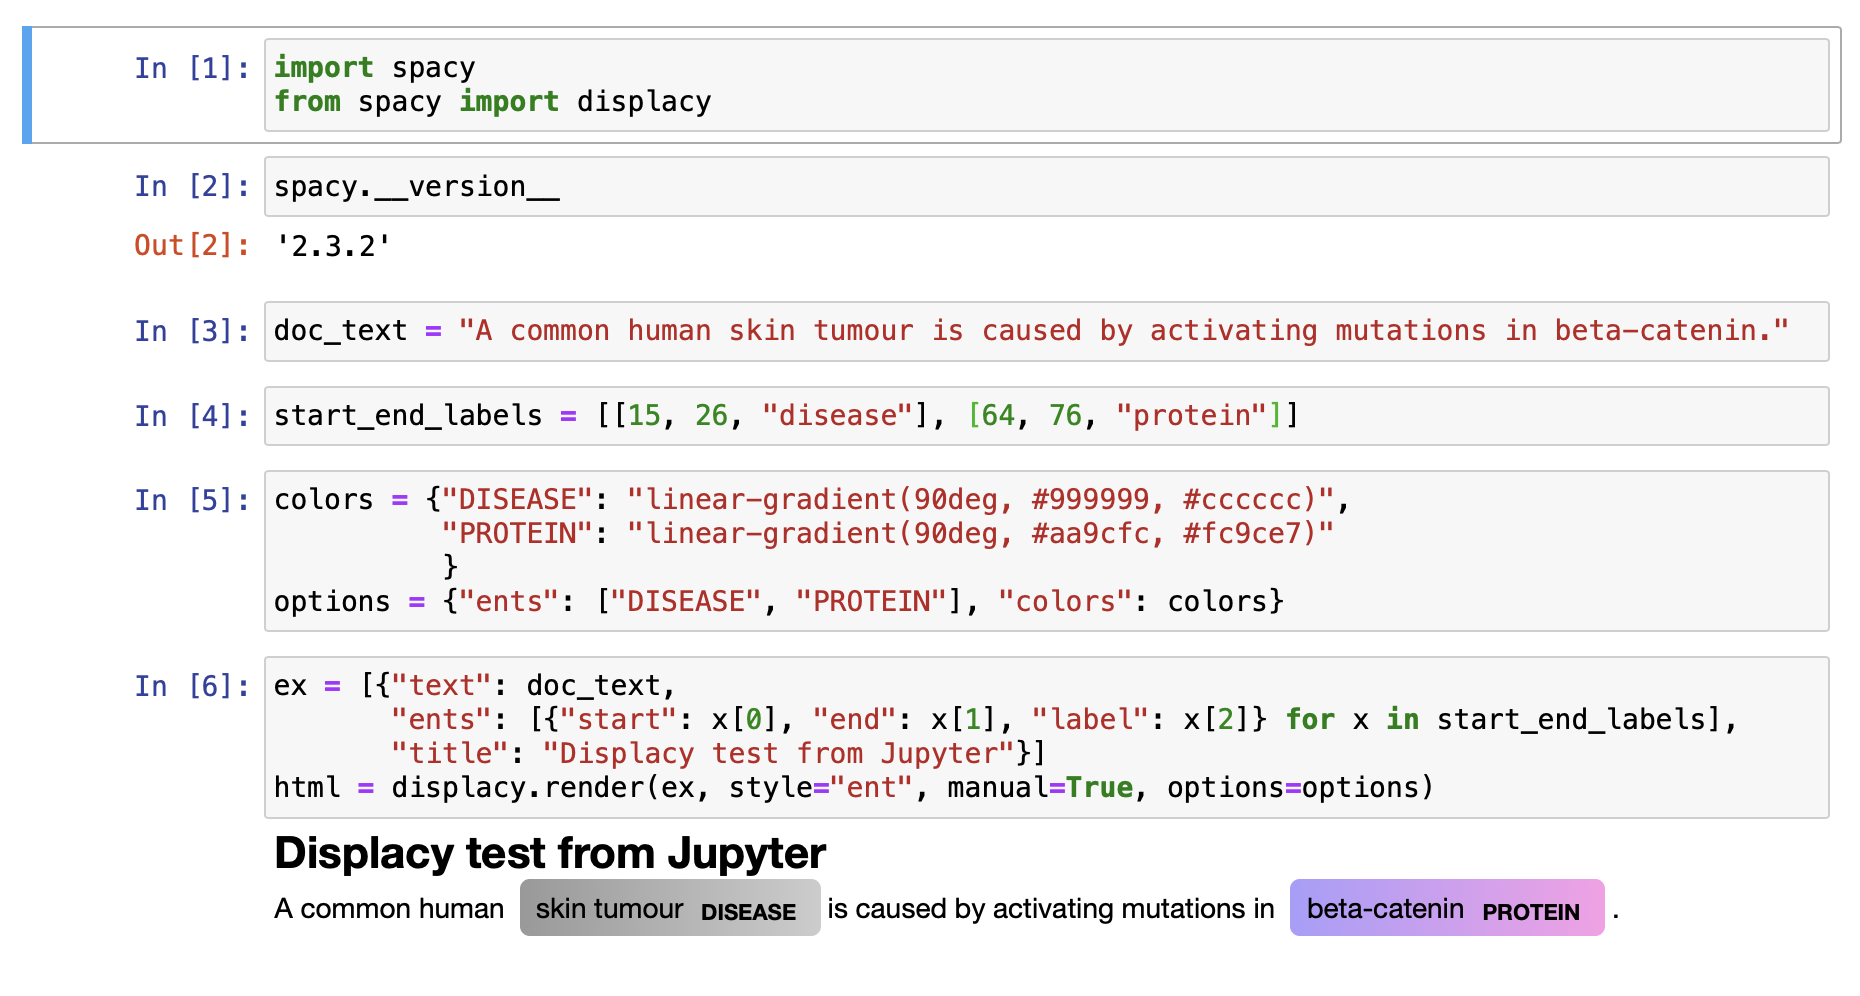 In [1]: import spacy
from spacy import displacy
In [2]: spacy.__version__
Out[2]: '2.3.2'
In [3]: doc_text = "A common human skin tumour is caused by activating mutations in beta-catenin."
In [4]: start_end_labels = [[15, 26, "disease"], [64, 76, "protein"]]
In [5]: colors = {"DISEASE": "linear-gradient(90deg, #999999, #cccccc)",
          "PROTEIN": "linear-gradient(90deg, #aa9cfc, #fc9ce7)"
          }
options = {"ents": ["DISEASE", "PROTEIN"], "colors": colors}
In [6]: ex = [{"text": doc_text,
       "ents": [{"start": x[0], "end": x[1], "label": x[2]} for x in start_end_labels],
       "title": "Displacy test from Jupyter"}]
html = displacy.render(ex, style="ent", manual=True, options=options)
Displacy test from Jupyter
A common human skin tumour DISEASE is caused by activating mutations in beta-catenin PROTEIN .